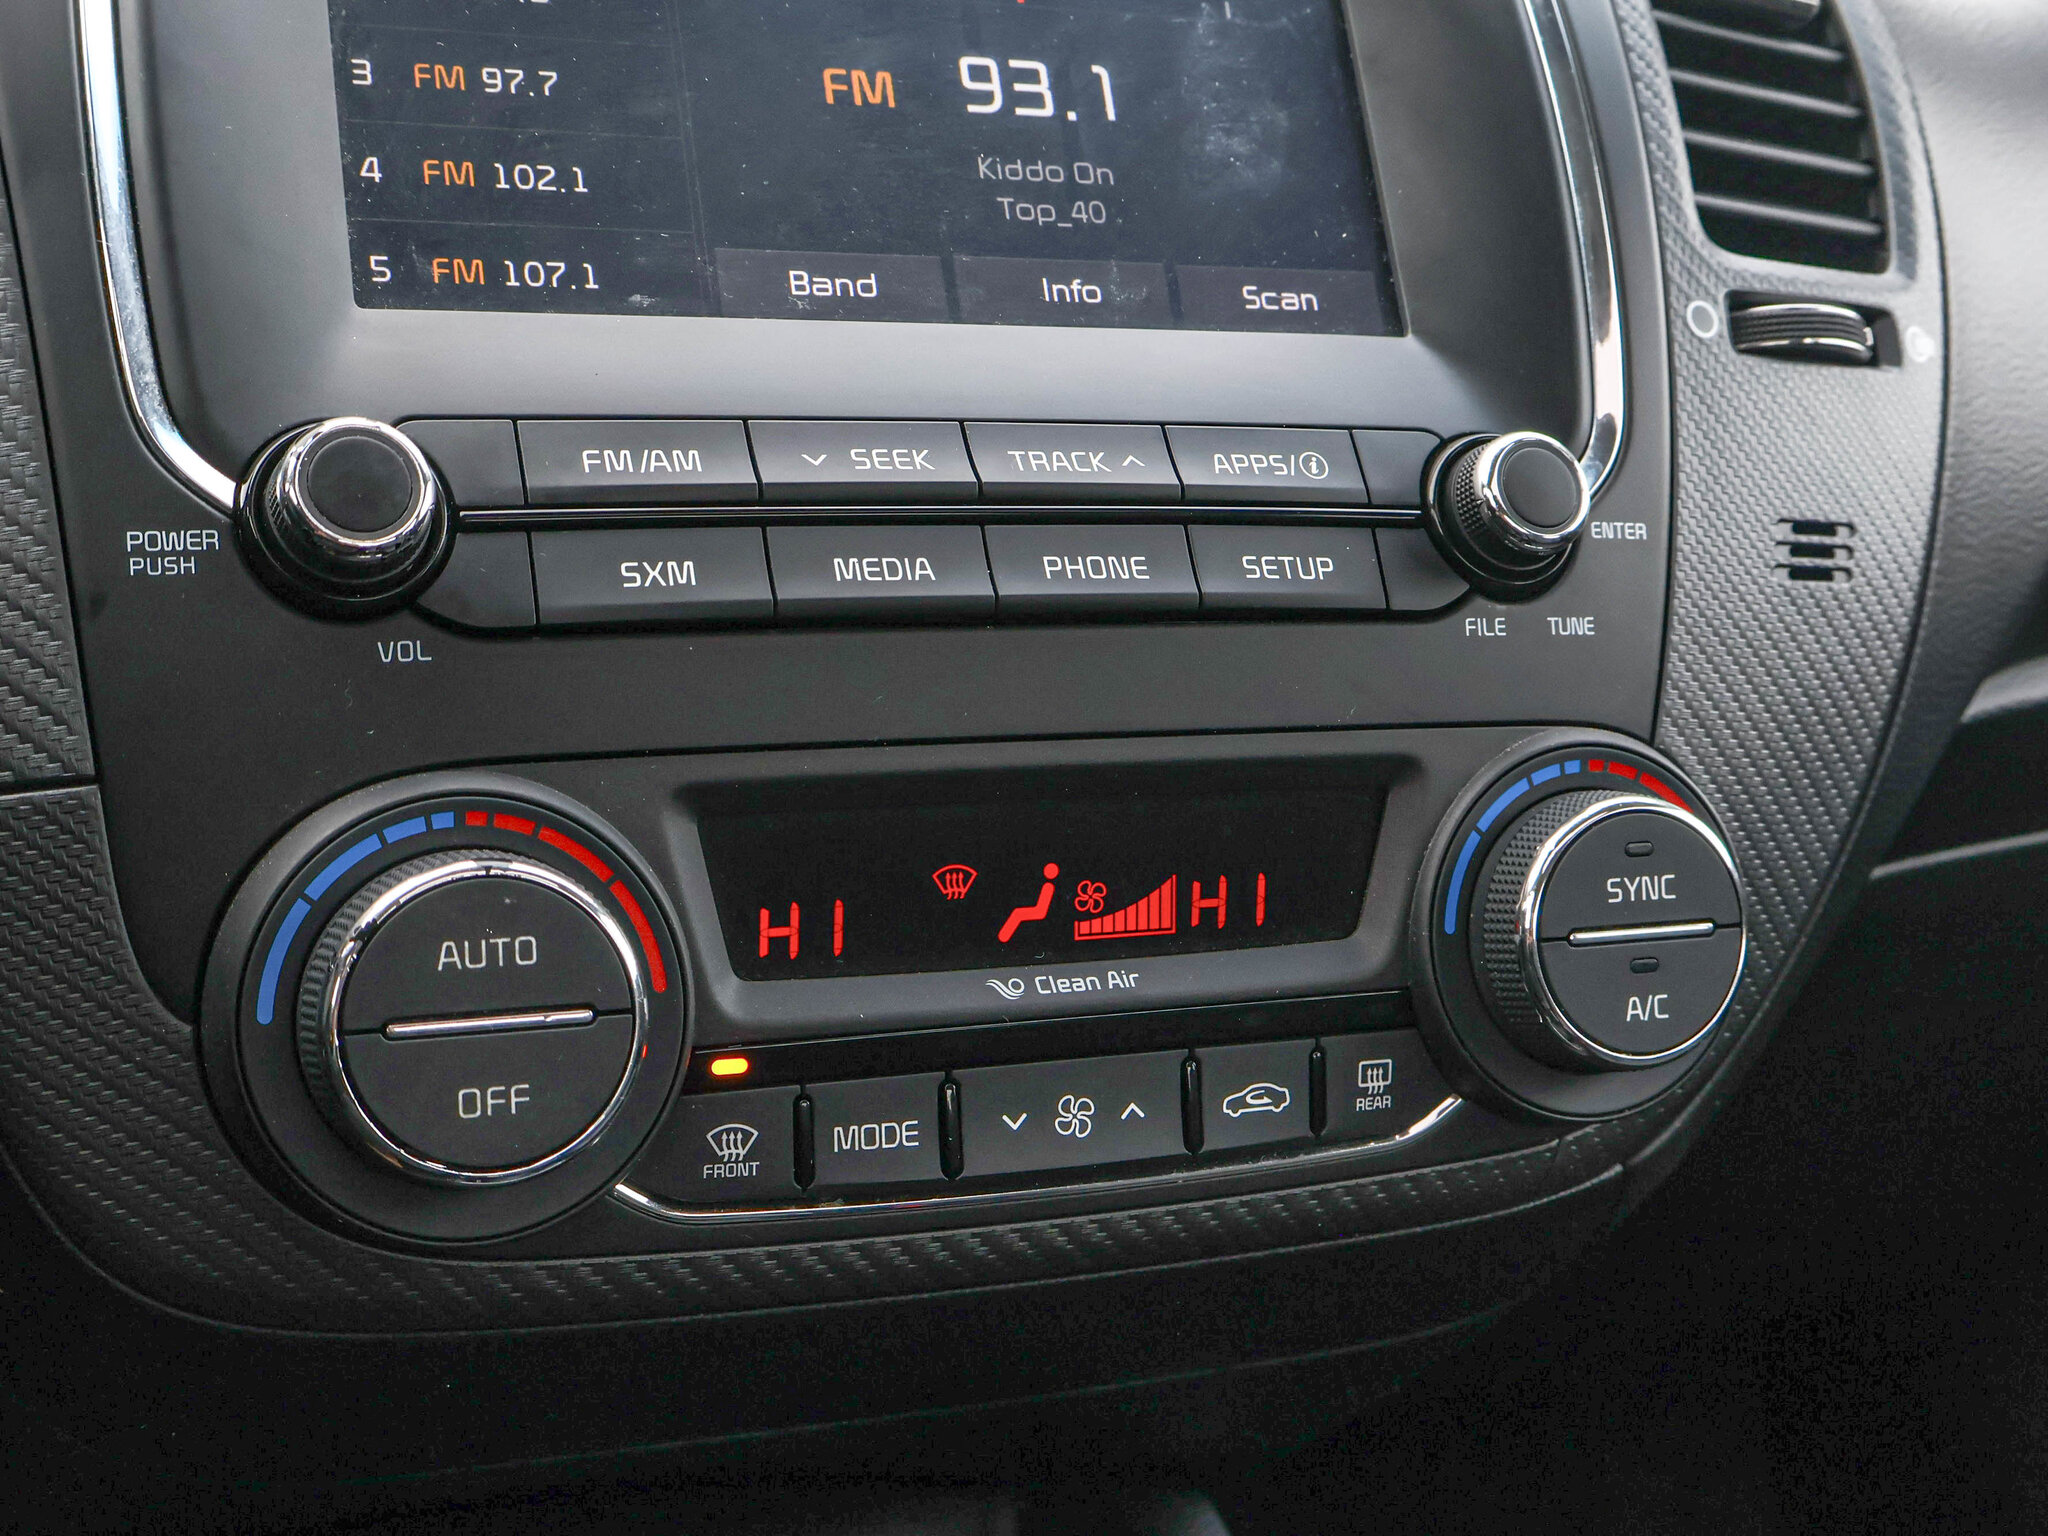 3 FM 97.7
4 FM 102.1
5 FM 107.1
FM 93.1
Kiddo On
Top_40
Band Info Scan
FM/AM SEEK TRACK APPS/i
SXM MEDIA PHONE SETUP
POWER
PUSH
VOL
ENTER
FILE TUNE
HI HI
Clean Air
AUTO
OFF
SYNC
A/C
FRONT
MODE
REAR